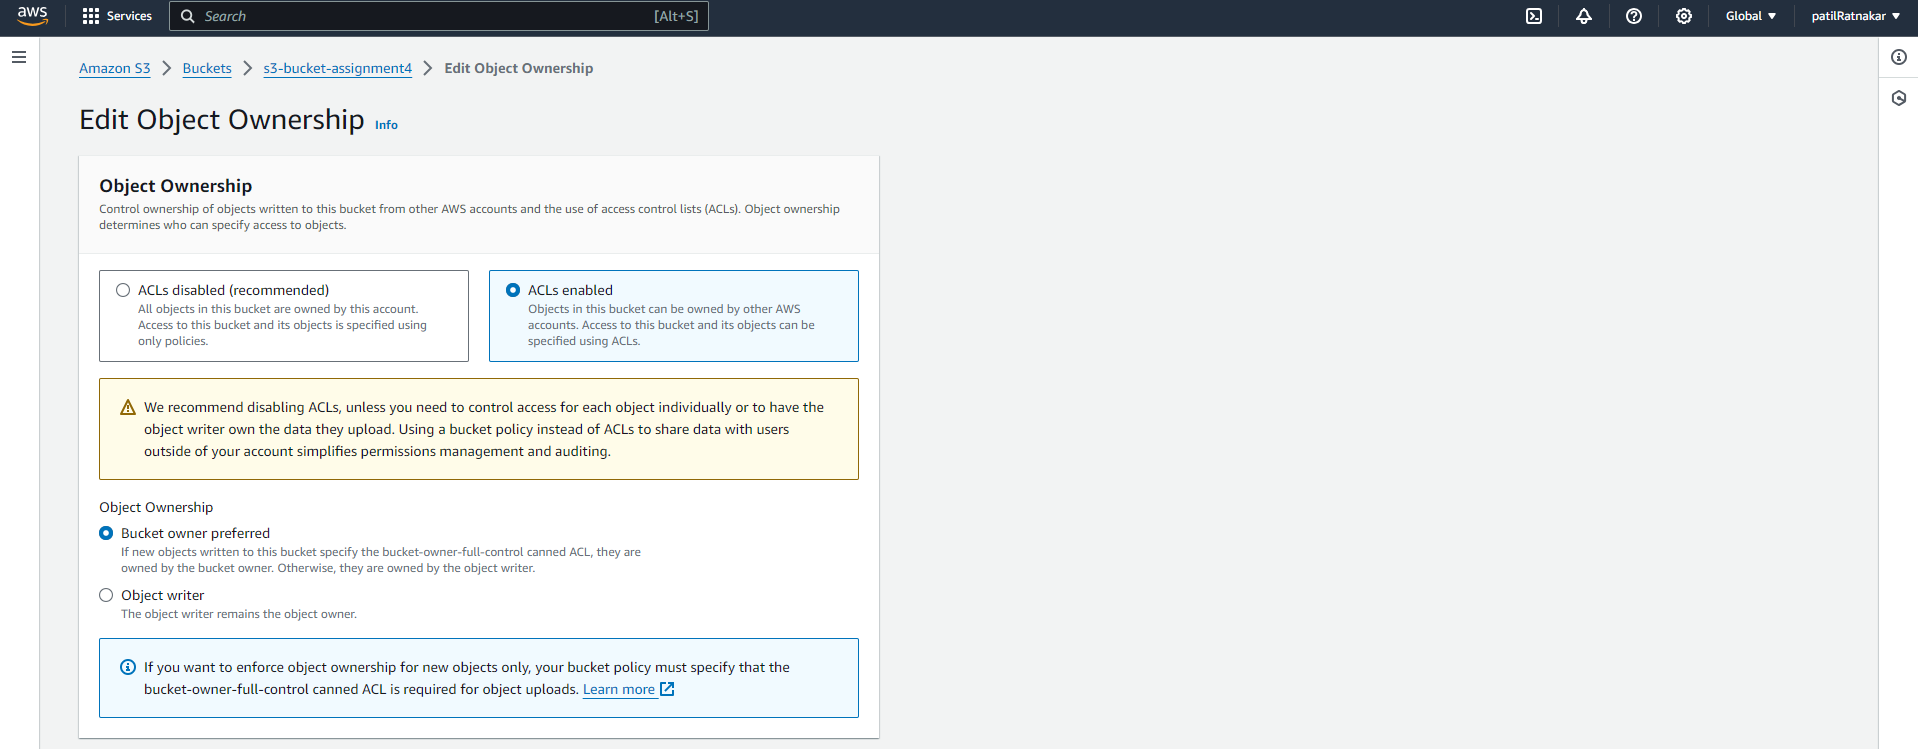 aws
Services
Search
[Alt+S]
Global
patilRatnakar
Amazon S3
Buckets
s3-bucket-assignment4
Edit Object Ownership
Edit Object Ownership
Info
Object Ownership
Control ownership of objects written to this bucket from other AWS accounts and the use of access control lists (ACLs). Object ownership
determines who can specify access to objects.
ACLs disabled (recommended)
All objects in this bucket are owned by this account.
Access to this bucket and its objects is specified using
only policies.
ACLs enabled
Objects in this bucket can be owned by other AWS
accounts. Access to this bucket and its objects can be
specified using ACLs.
We recommend disabling ACLs, unless you need to control access for each object individually or to have the
object writer own the data they upload. Using a bucket policy instead of ACLs to share data with users
outside of your account simplifies permissions management and auditing.
Object Ownership
Bucket owner preferred
If new objects written to this bucket specify the bucket-owner-full-control canned ACL, they are
owned by the bucket owner. Otherwise, they are owned by the object writer.
Object writer
The object writer remains the object owner.
If you want to enforce object ownership for new objects only, your bucket policy must specify that the
bucket-owner-full-control canned ACL is required for object uploads. Learn more